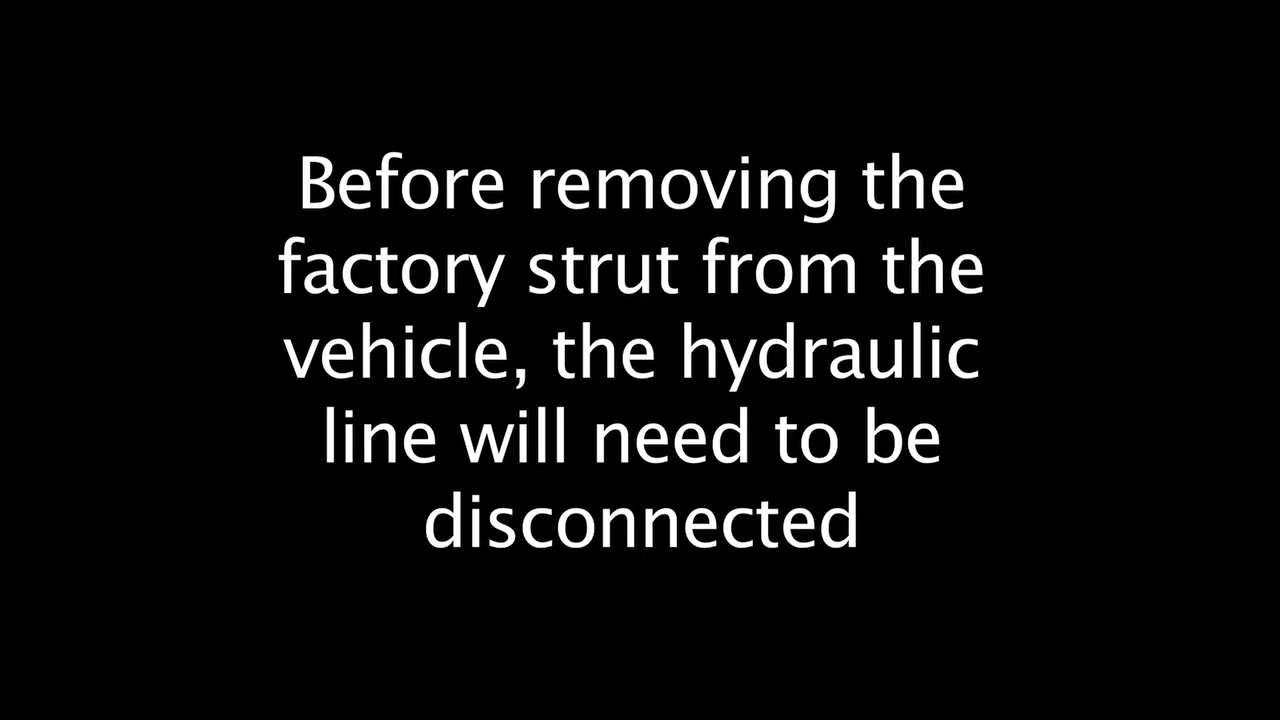 Before removing the
factory strut from the
vehicle, the hydraulic
line will need to be
disconnected